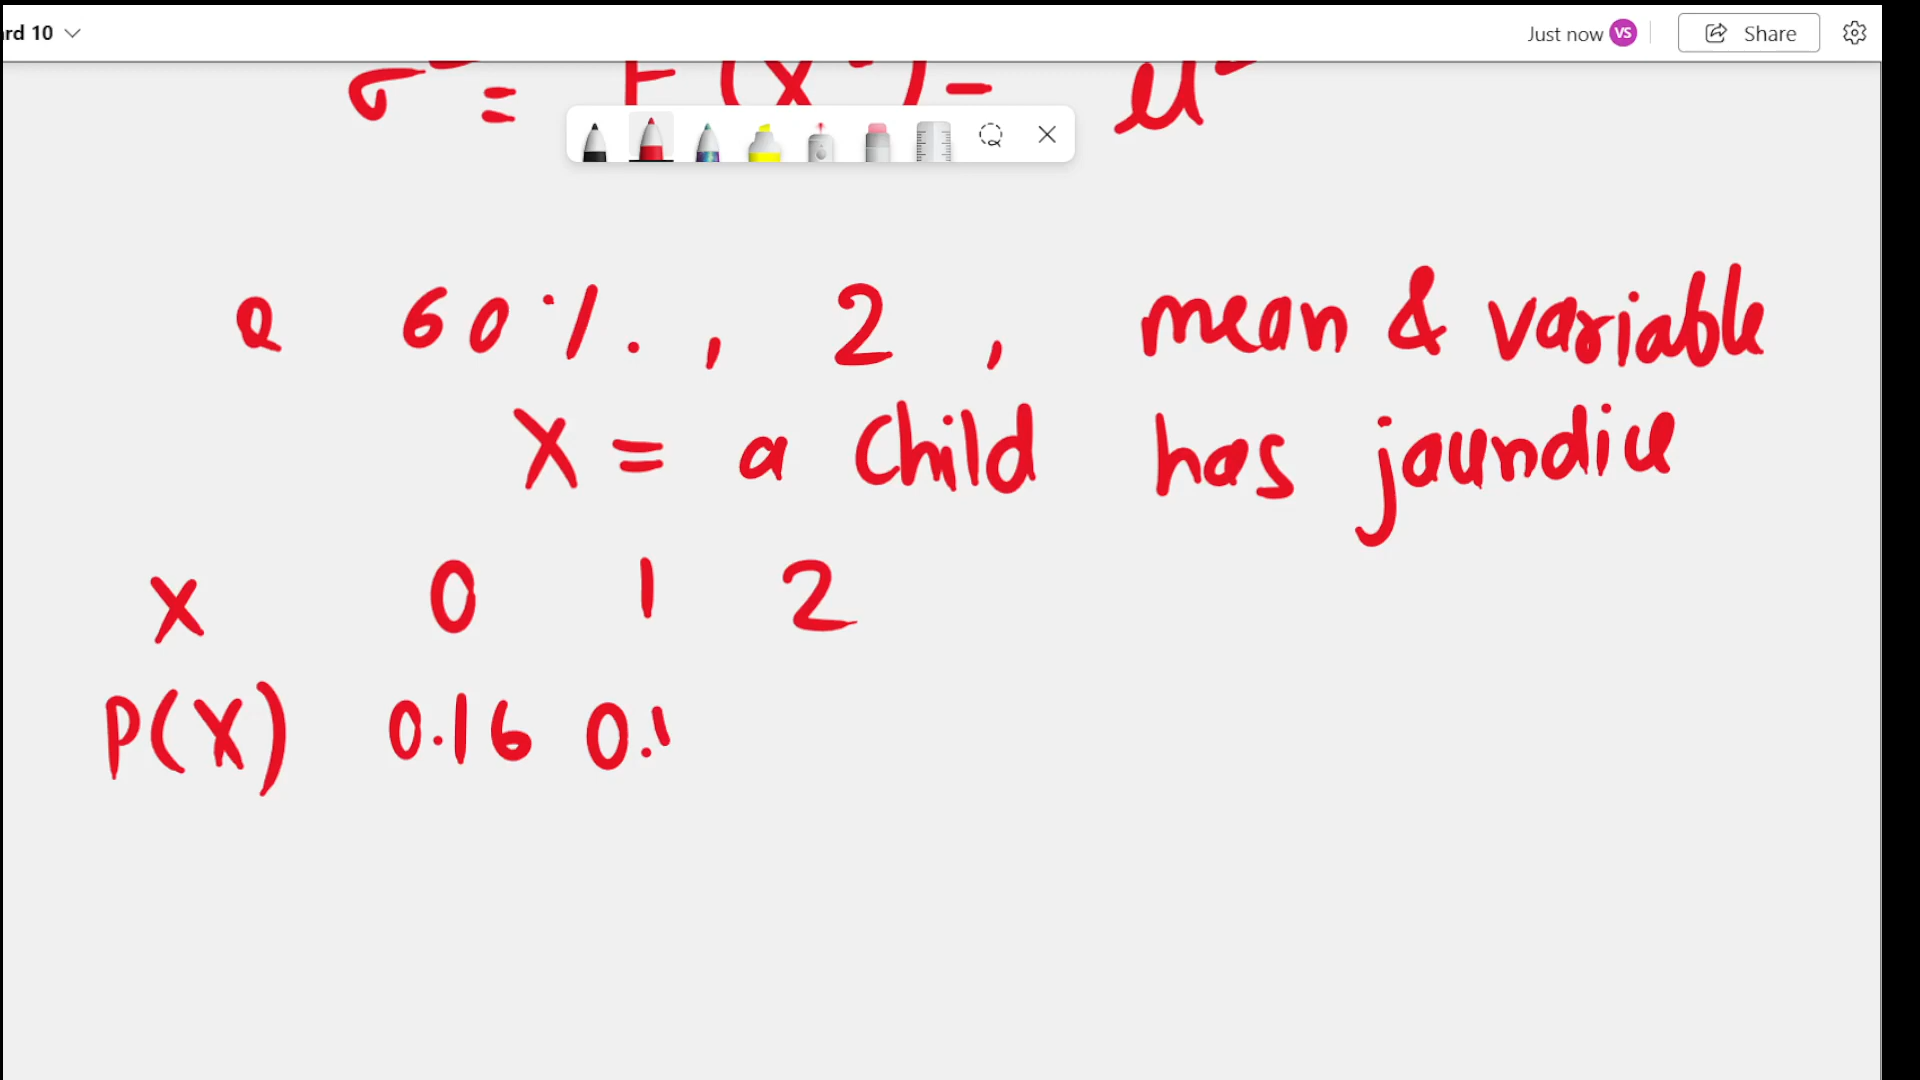 rd 10 Just now VS Share
σ² = E(X²) - μ²
Q 60%., 2, mean & variable
X = a child has jaundice
X 0 1 2
P(X) 0.16 0.